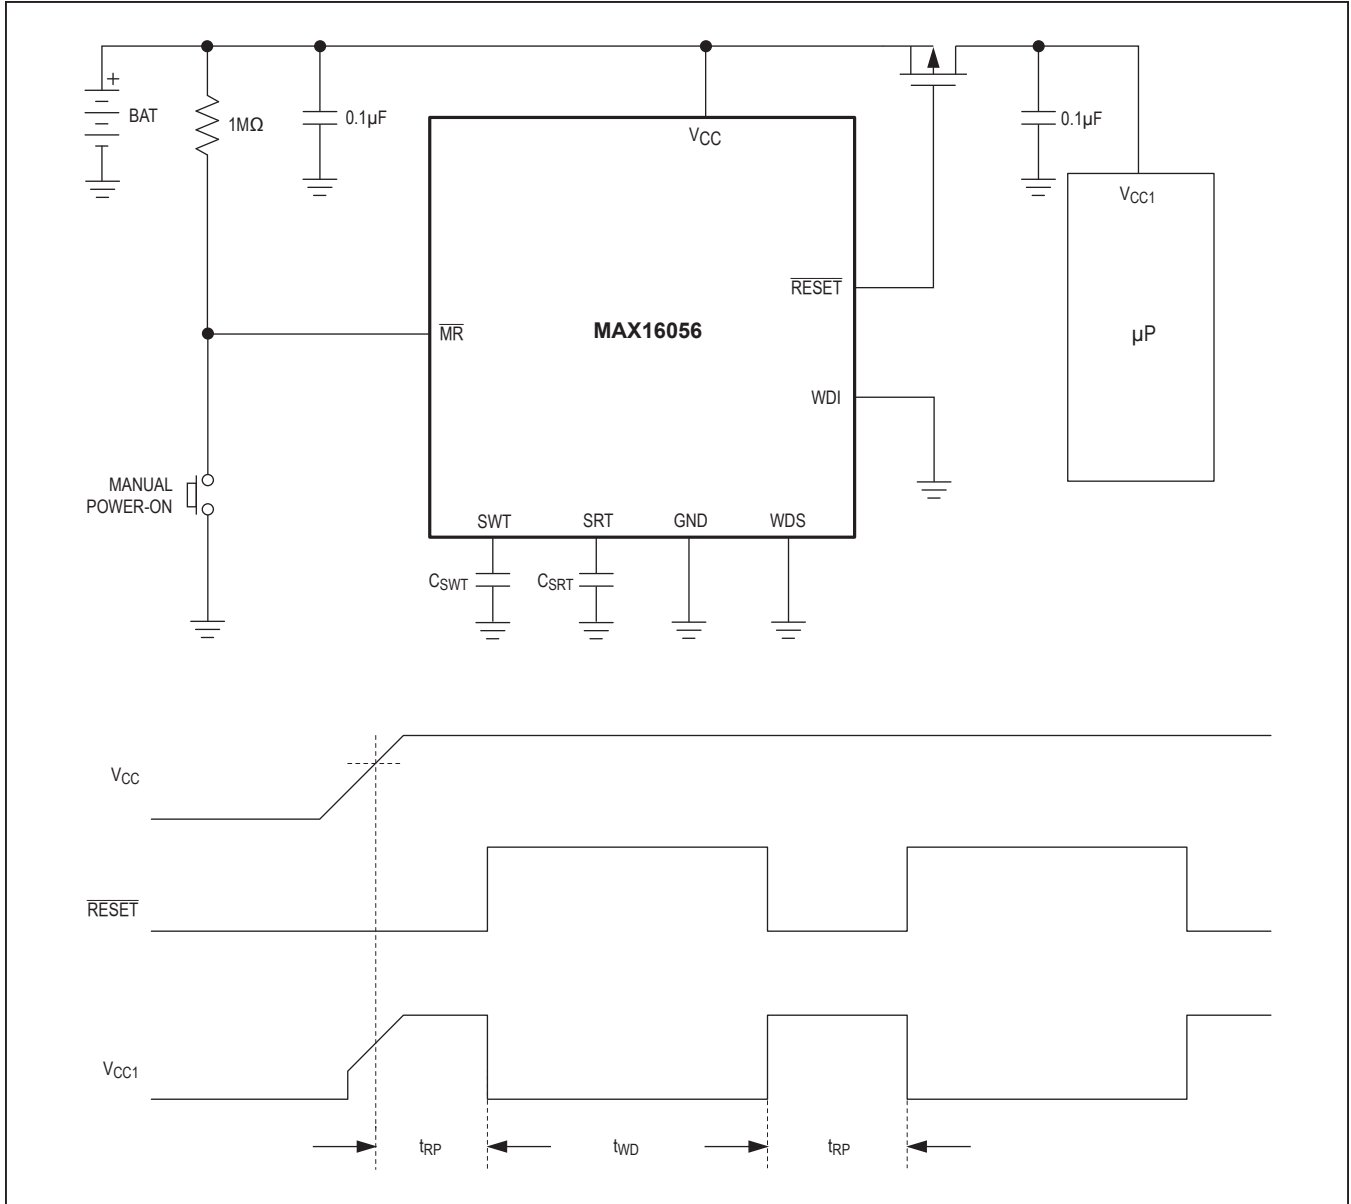 +
BAT
1MΩ
0.1µF
VCC
0.1µF
VCC1
RESET
MR
MAX16056
µP
WDI
MANUAL
POWER-ON
SWT
SRT
GND
WDS
CSWT
CSRT
VCC
RESET
VCC1
tRP
tWD
tRP